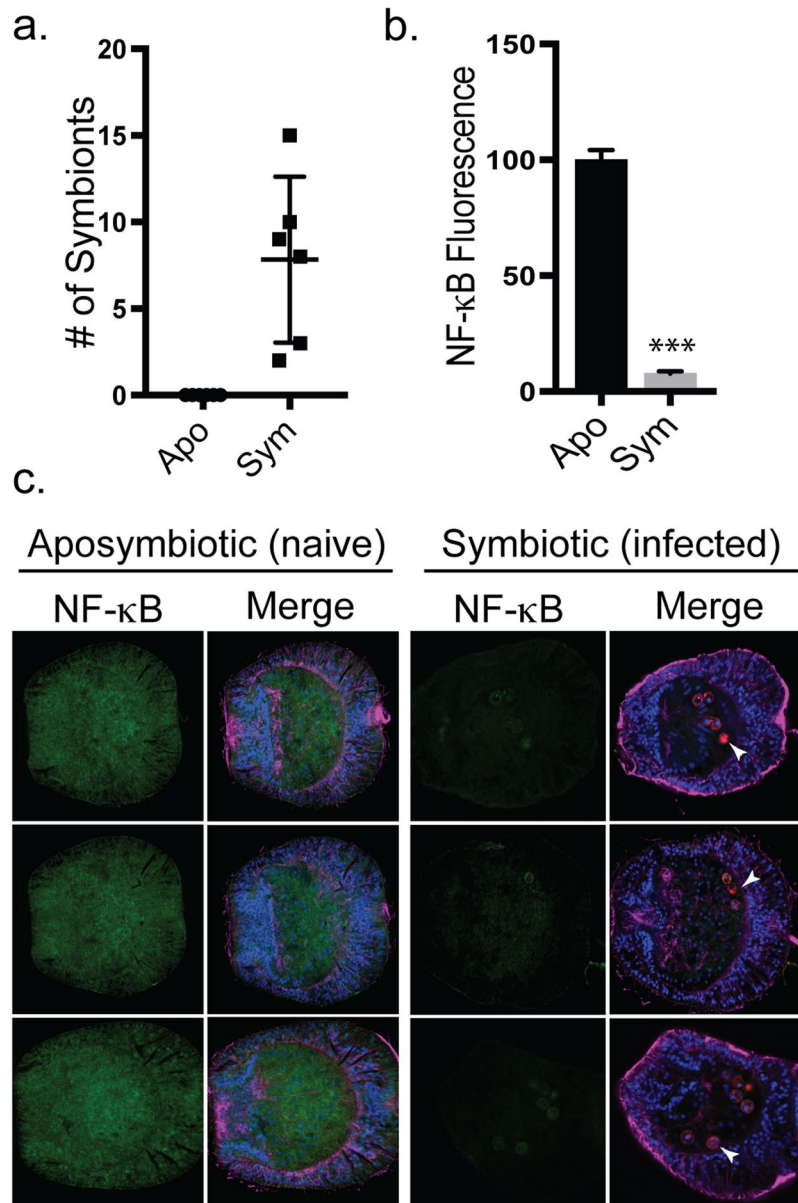 a.
20
15
10
5
0
# of Symbionts
Apo
Sym
b.
150
100
50
0
NF-κB Fluorescence
***
Apo
Sym
c.
Aposymbiotic (naive)
Symbiotic (infected)
NF-κB
Merge
NF-κB
Merge